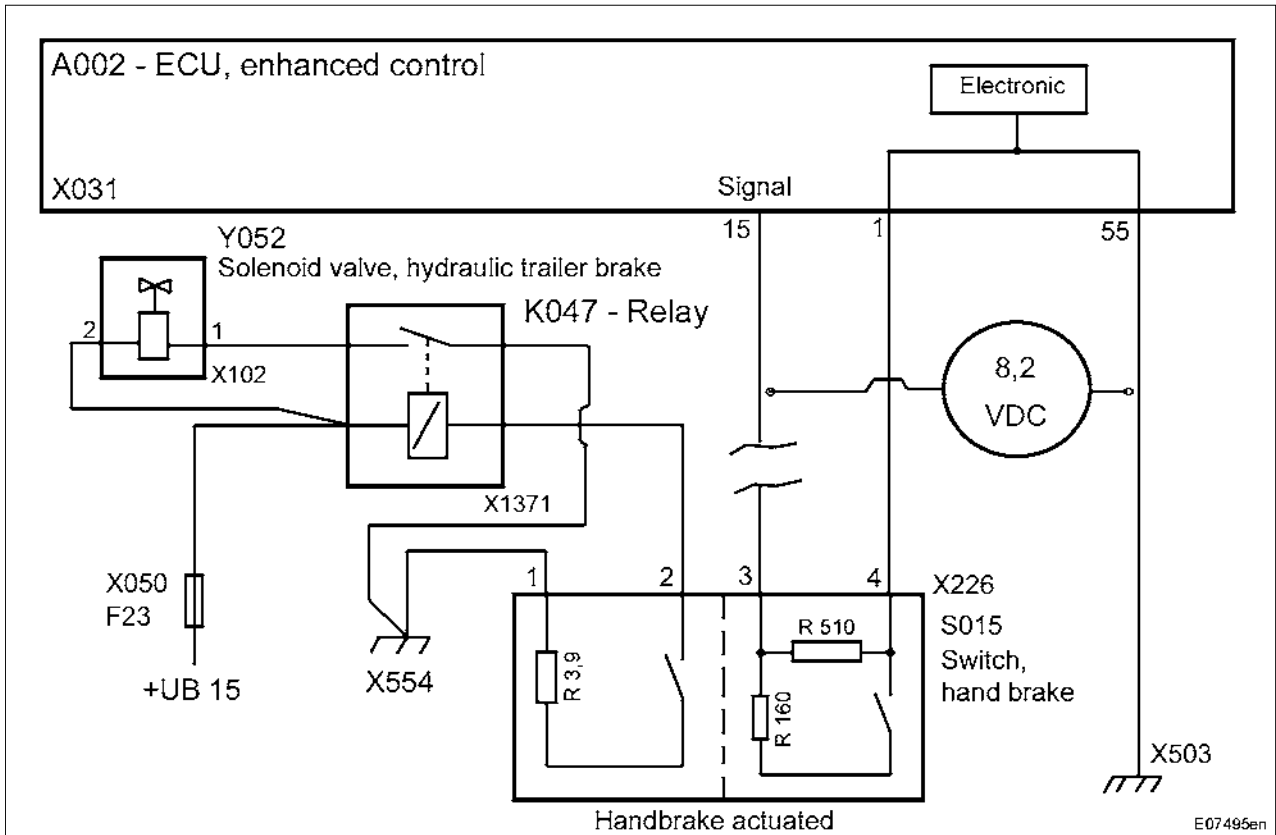 A002 - ECU, enhanced control
Electronic
X031
Signal
15
1
55
Y052
Solenoid valve, hydraulic trailer brake
K047 - Relay
2
1
X102
8,2
VDC
X1371
X050
F23
+UB 15
X554
1
2
3
4
X226
R 3,9
R 510
R 160
S015
Switch,
hand brake
X503
Handbrake actuated
E07495en